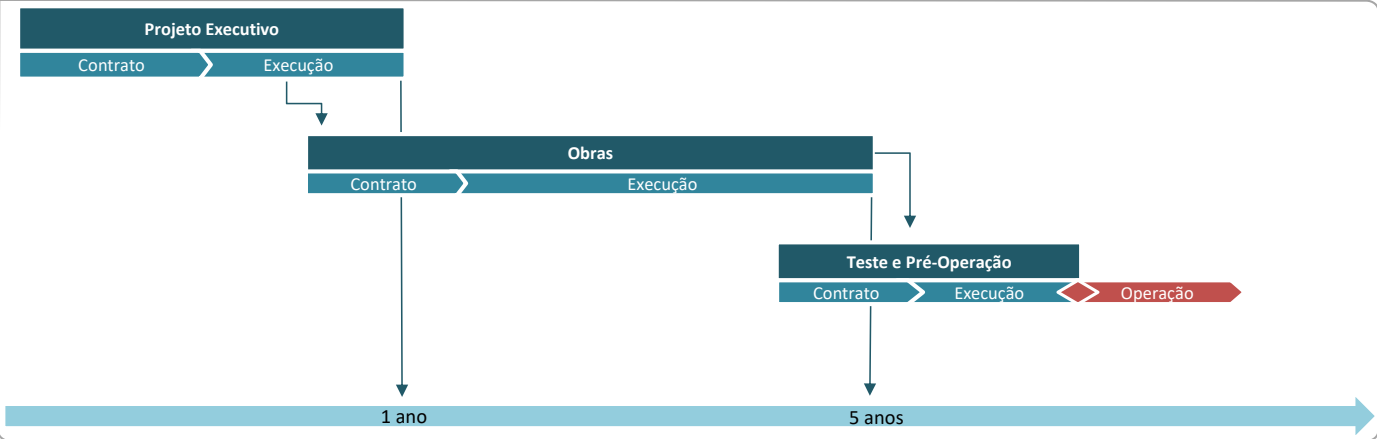 Projeto Executivo
Contrato
Execução
Obras
Contrato
Execução
Teste e Pré-Operação
Contrato
Execução
Operação
1 ano
5 anos